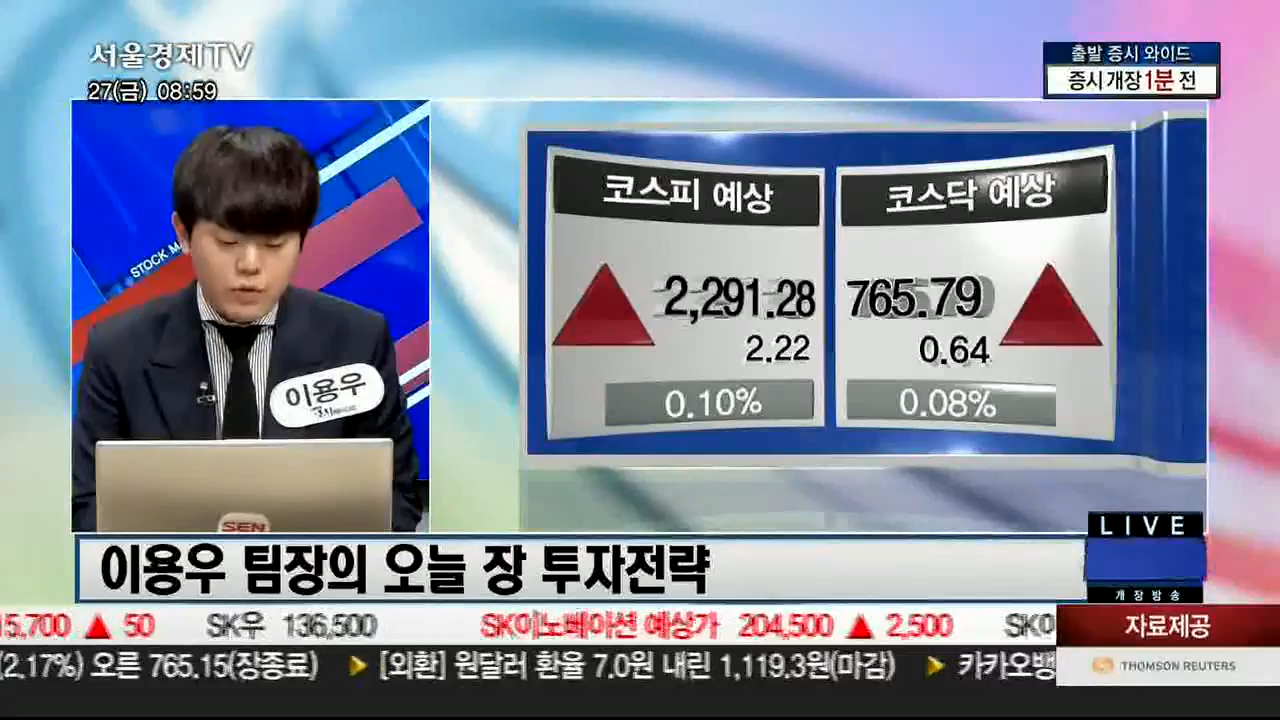 서울경제TV
27(금) 08:59
출발 증시 와이드
증시 개장 1분 전
STOCK M
코스피 예상
2,291.28
2.22
0.10%
코스닥 예상
765.79
0.64
0.08%
이용우
SEN
이용우 팀장의 오늘 장 투자전략
LIVE
개장방송
15,700 ▲ 50 SK우 136,500 SK이노베이션 예상가 204,500 ▲ 2,500
자료제공
(2.17%) 오른 765.15(장종료) ▶ [외환] 원달러 환율 7.0원 내린 1,119.3원(마감) ▶ 카카오뱅
THOMSON REUTERS